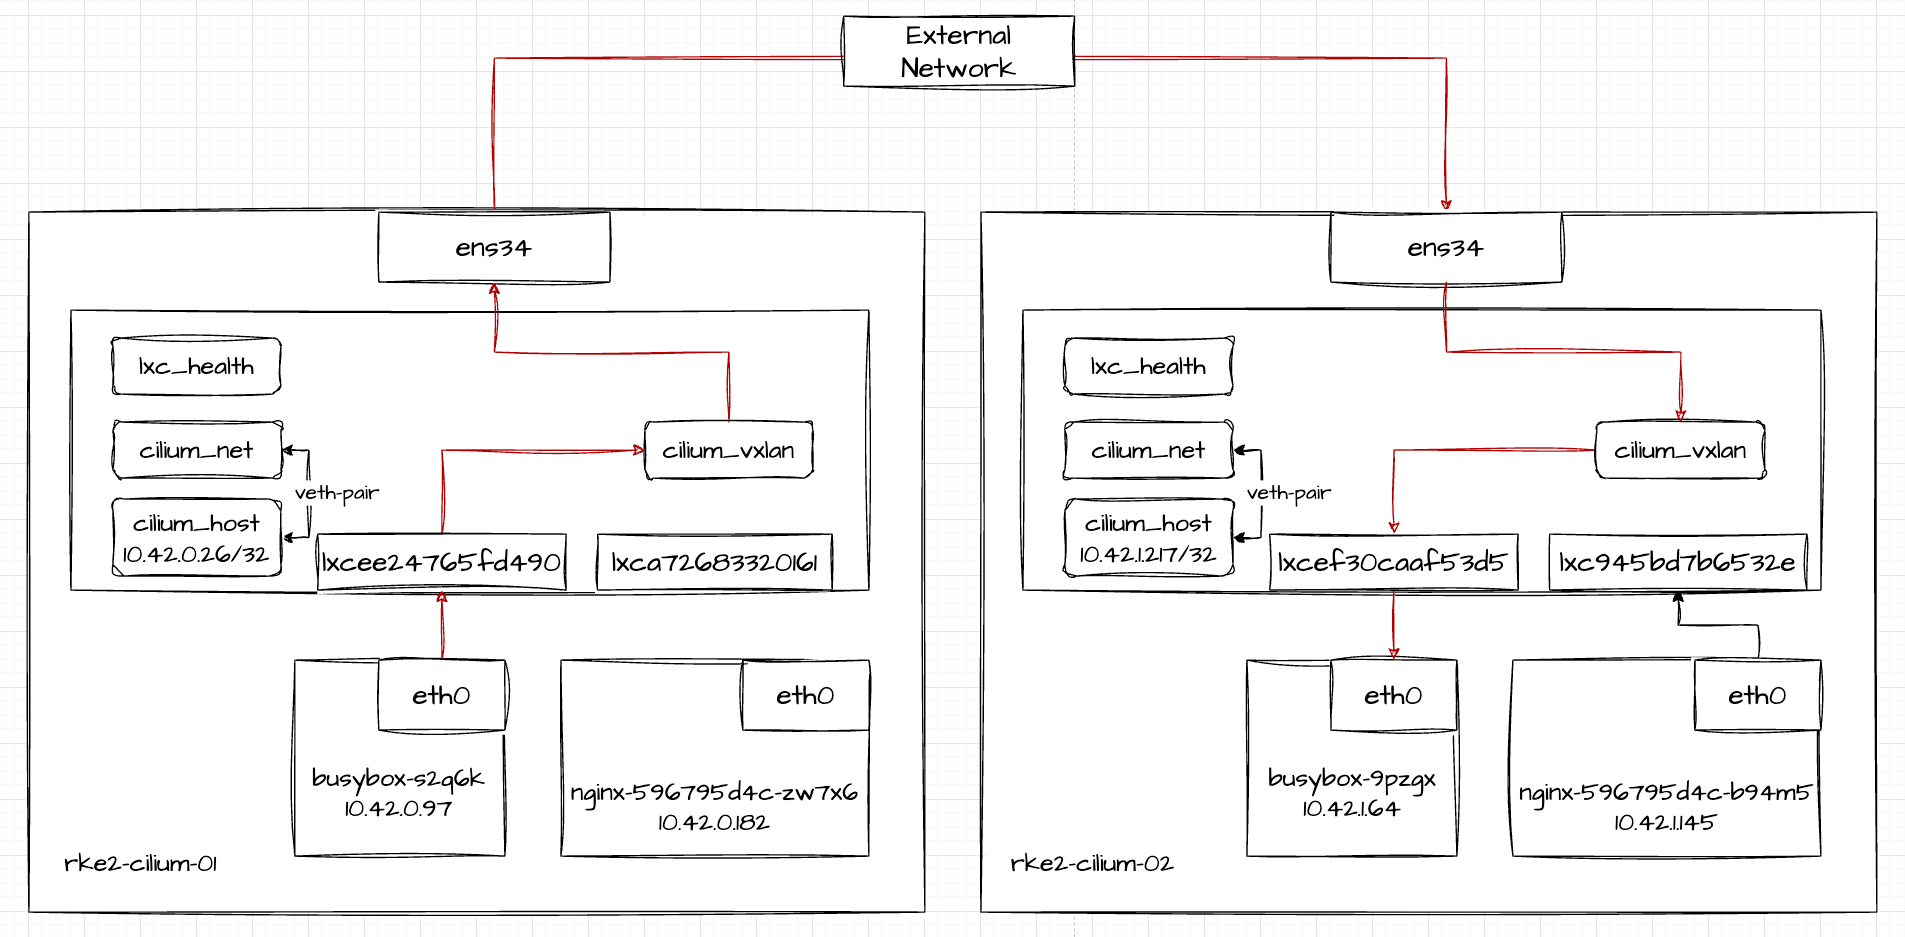 External
Network
ens34
lxc_health
cilium_net
cilium_vxlan
veth-pair
cilium_host
10.42.0.26/32
lxcee24765fd490
lxca72683320161
eth0
eth0
busybox-s2q6k
10.42.0.97
nginx-596795d4c-zw7x6
10.42.0.182
rke2-cilium-01
ens34
lxc_health
cilium_net
cilium_vxlan
veth-pair
cilium_host
10.42.1.217/32
lxcef30caaf53d5
lxc945bd7b6532e
eth0
eth0
busybox-9pzgx
10.42.1.64
nginx-596795d4c-b94m5
10.42.1.145
rke2-cilium-02